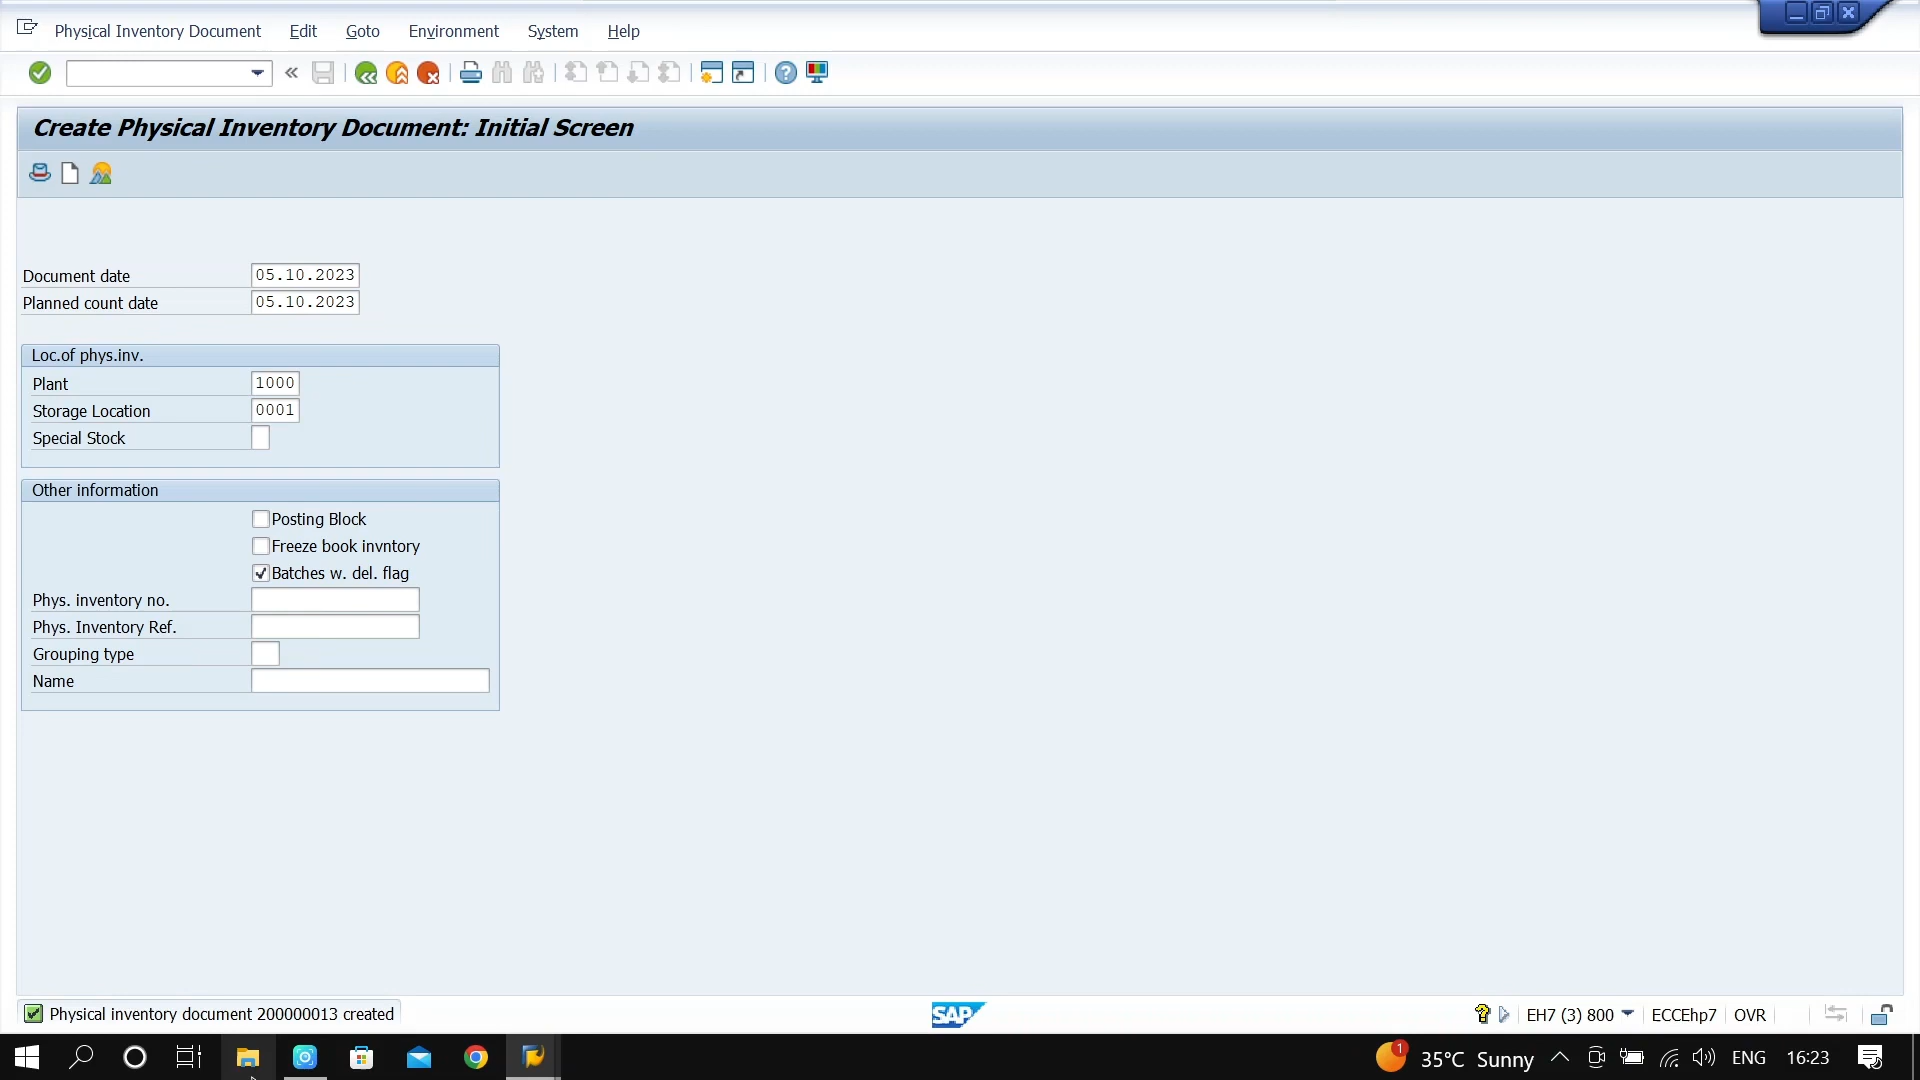 Physical Inventory Document Edit Goto Environment System Help
Create Physical Inventory Document: Initial Screen
Document date 05.10.2023
Planned count date 05.10.2023
Loc.of phys.inv.
Plant 1000
Storage Location 0001
Special Stock
Other information
Posting Block
Freeze book invntory
Batches w. del. flag
Phys. inventory no.
Phys. Inventory Ref.
Grouping type
Name
Physical inventory document 200000013 created
SAP
EH7 (3) 800 ECCEhp7 OVR
1
35°C Sunny ENG 16:23